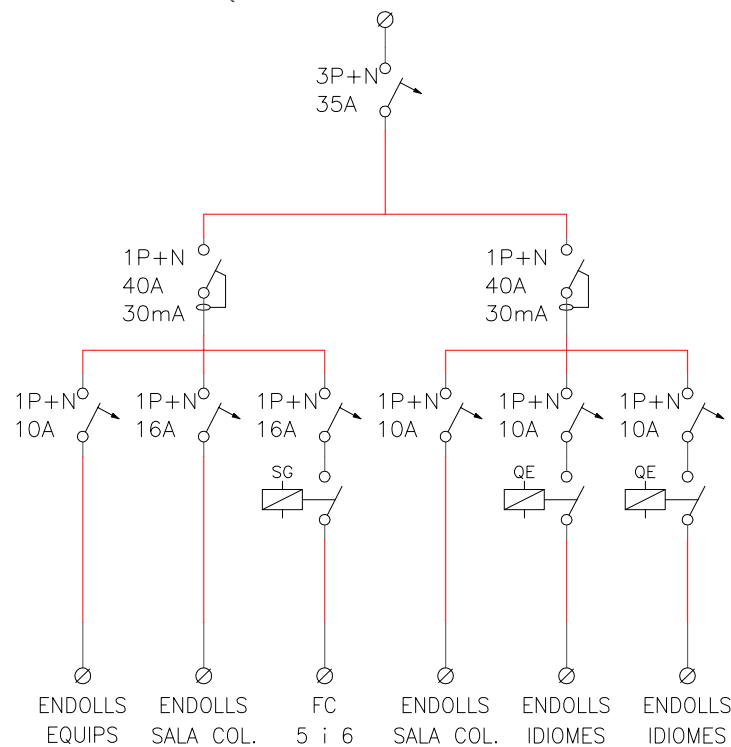 3P+N
35A
1P+N
40A
30mA
1P+N
40A
30mA
1P+N
10A
1P+N
16A
1P+N
16A
1P+N
10A
1P+N
10A
1P+N
10A
SG
QE
QE
ENDOLLS
EQUIPS
ENDOLLS
SALA COL.
FC
5 i 6
ENDOLLS
SALA COL.
ENDOLLS
IDIOMES
ENDOLLS
IDIOMES